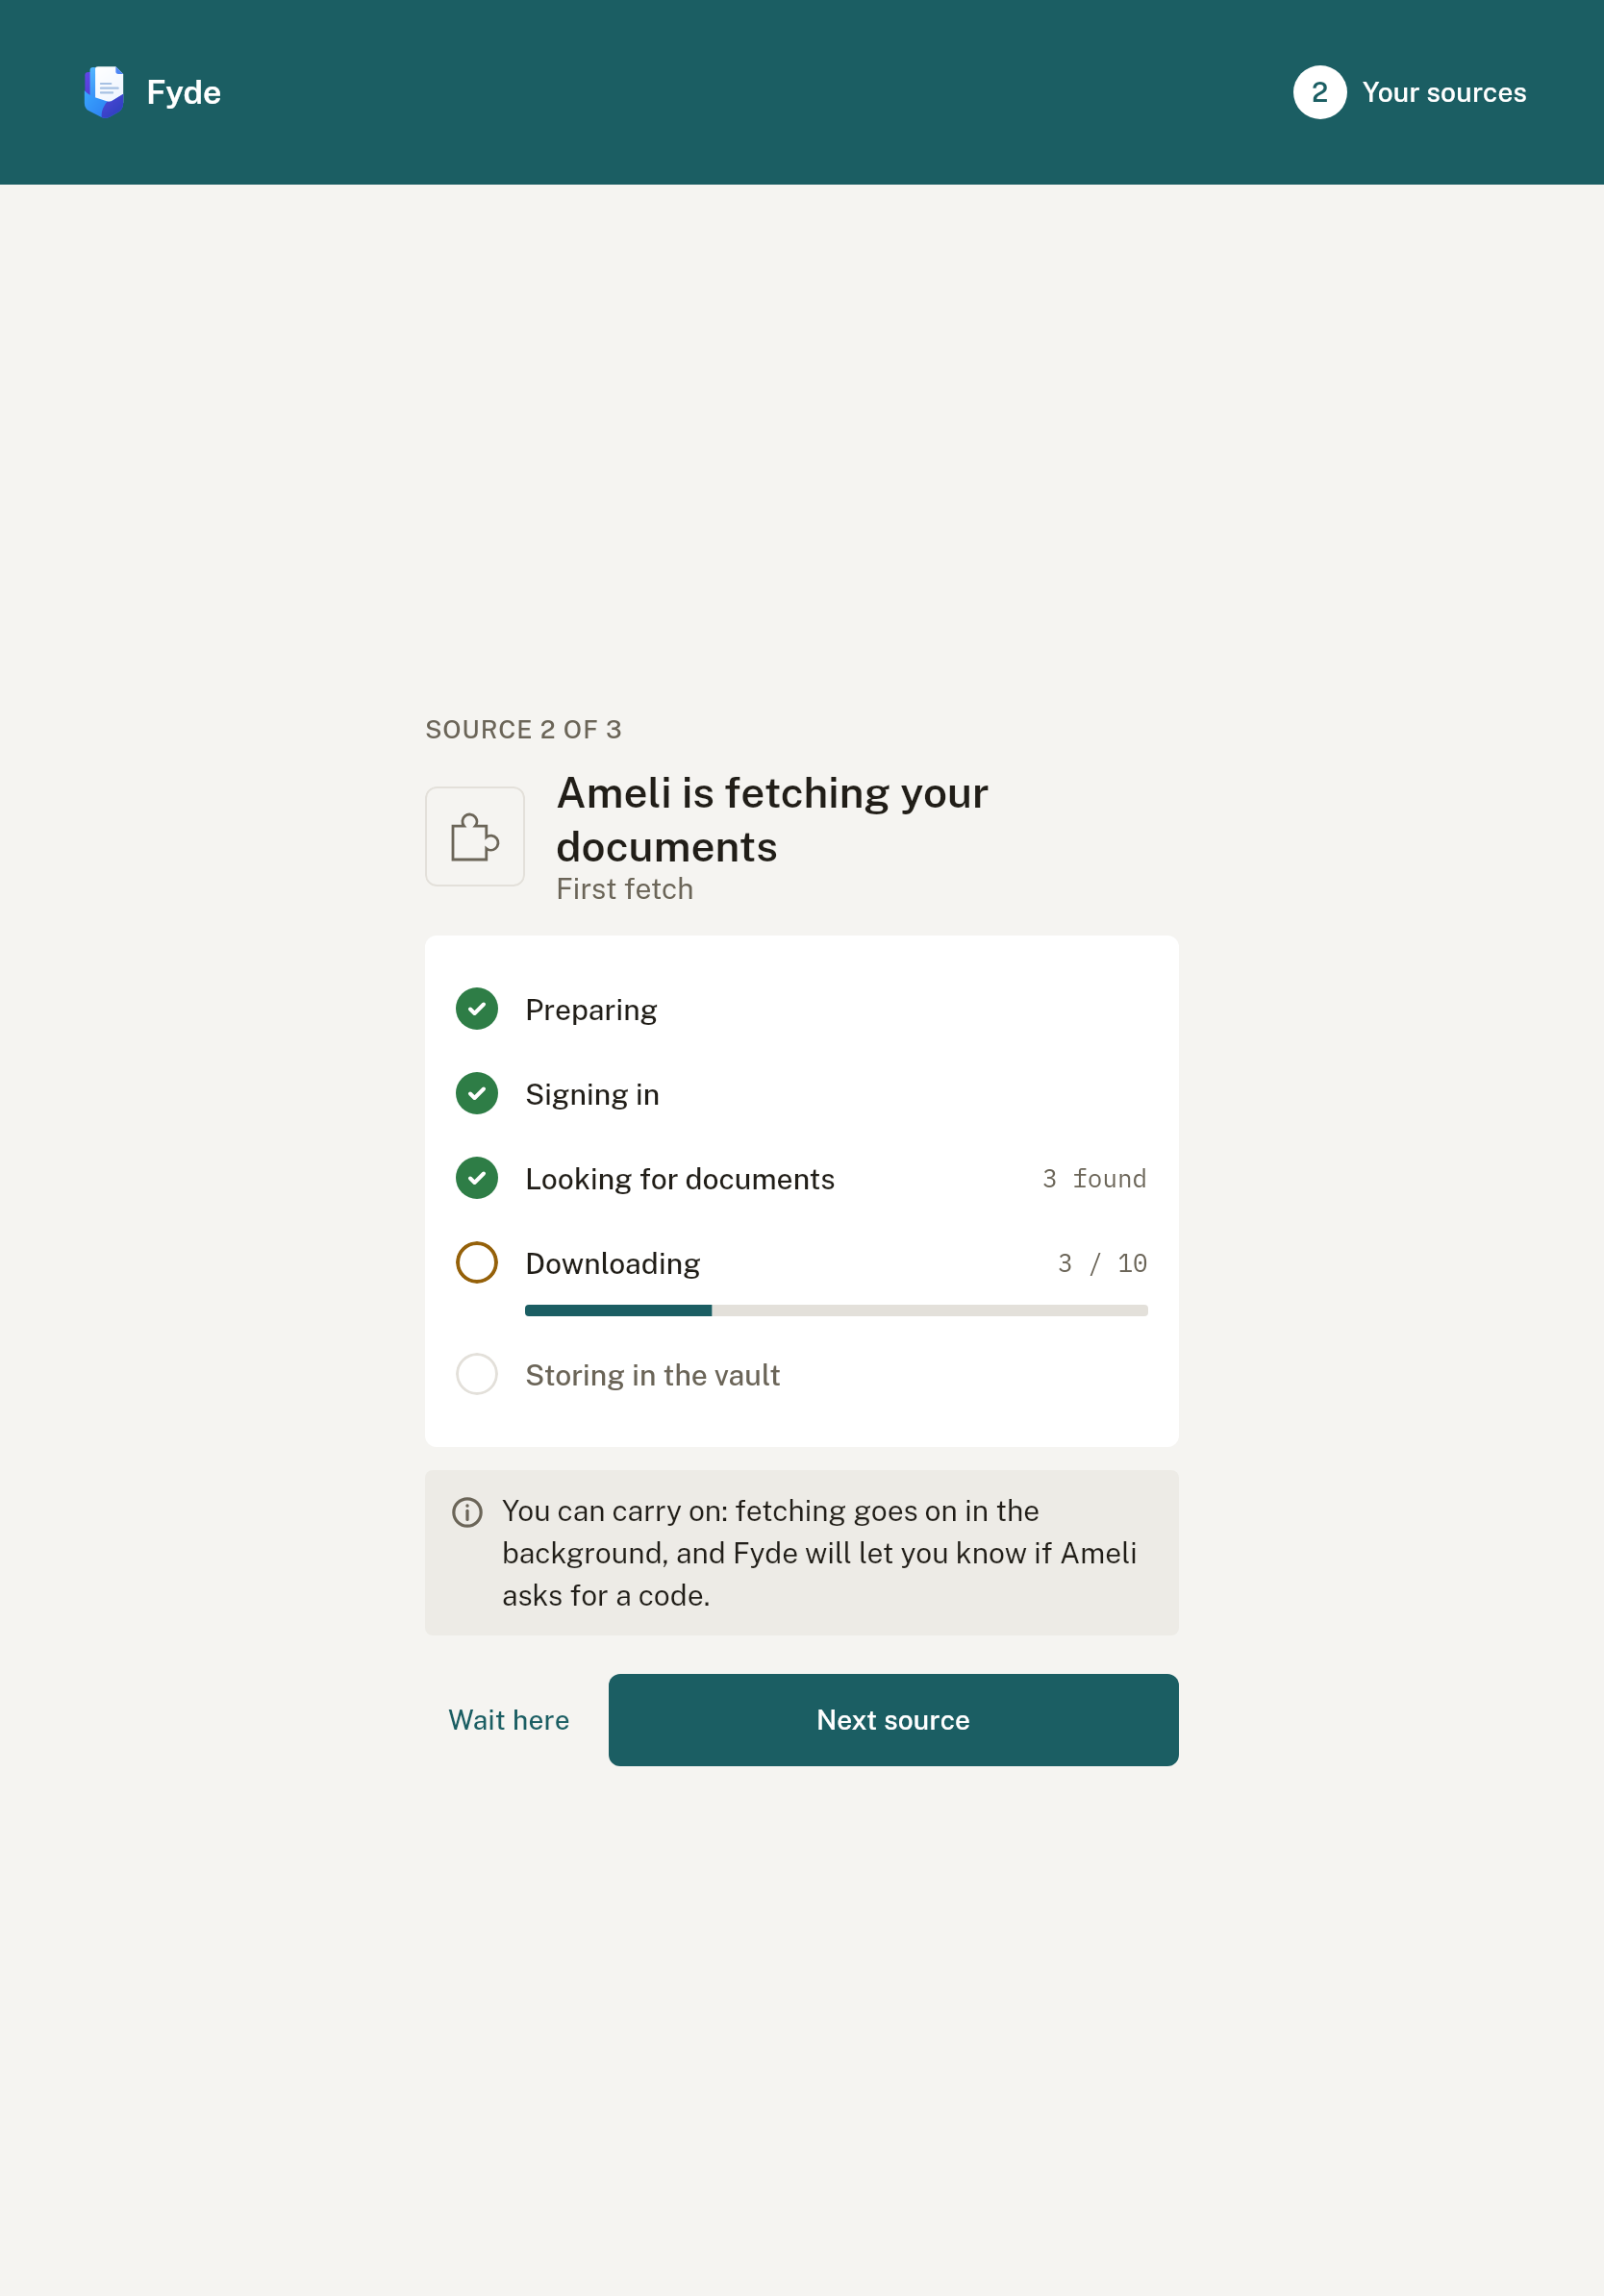 Fyde
2 Your sources
SOURCE 2 OF 3
Ameli is fetching your
documents
First fetch
Preparing
Signing in
Looking for documents 3 found
Downloading 3 / 10
Storing in the vault
You can carry on: fetching goes on in the
background, and Fyde will let you know if Ameli
asks for a code.
Wait here Next source